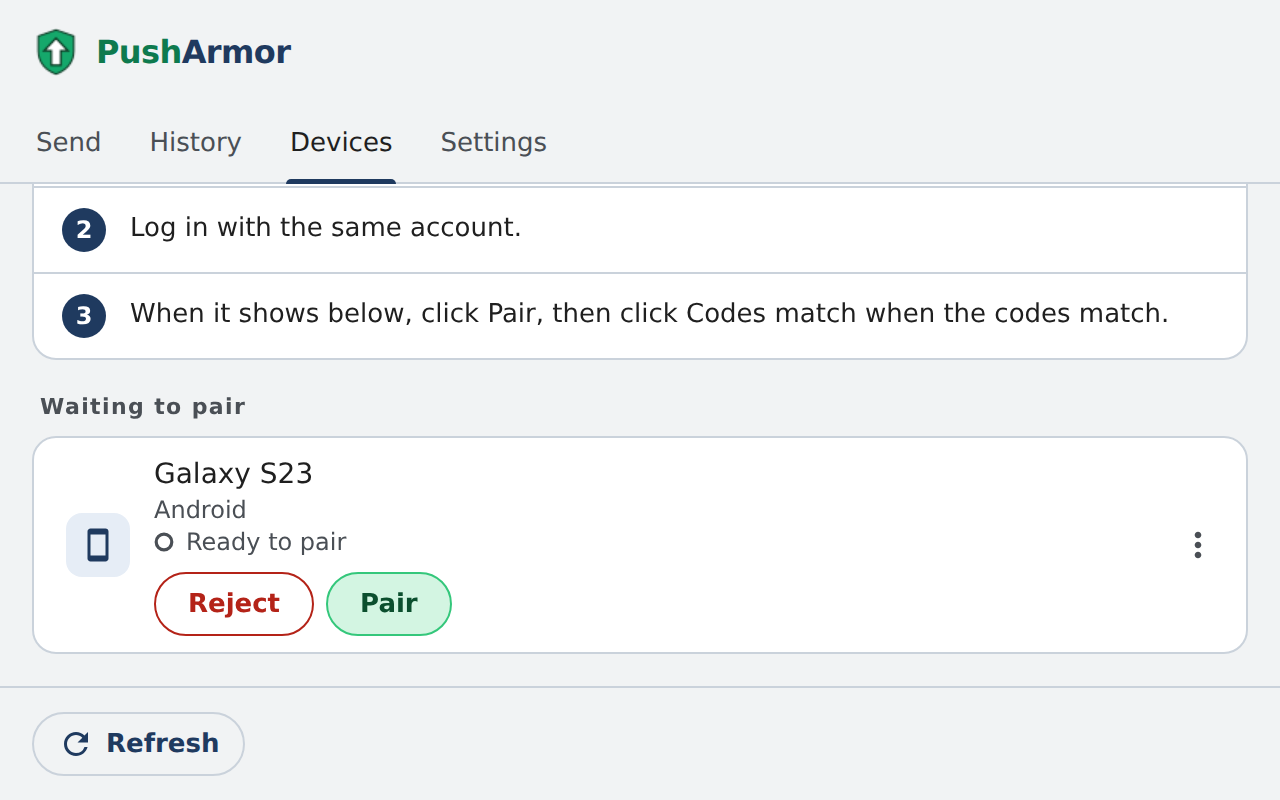 PushArmor
Send History Devices Settings
2 Log in with the same account.
3 When it shows below, click Pair, then click Codes match when the codes match.
Waiting to pair
Galaxy S23
Android
Ready to pair
Reject Pair
Refresh